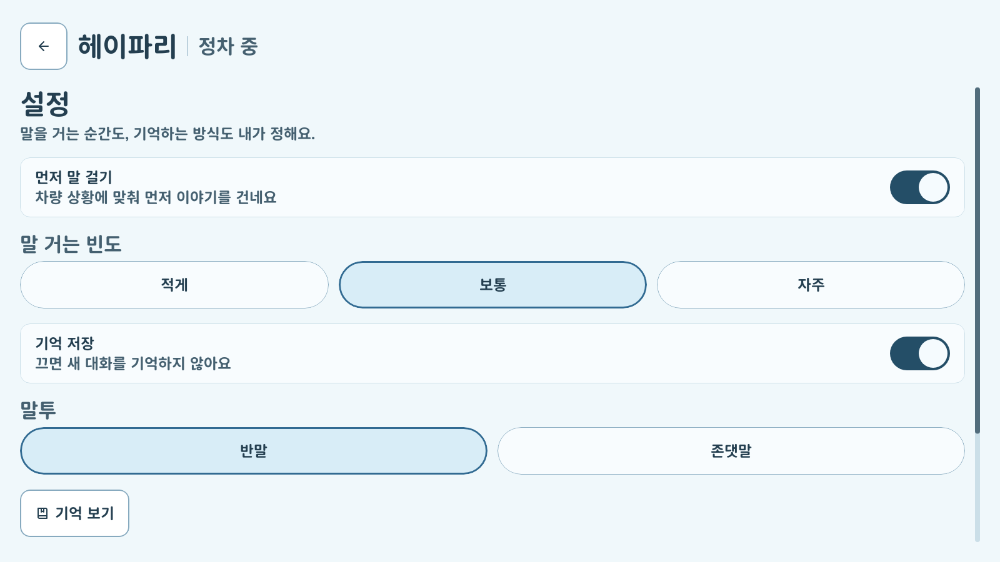 헤이파리
정차 중
설정
말을 거는 순간도, 기억하는 방식도 내가 정해요.
먼저 말 걸기
차량 상황에 맞춰 먼저 이야기를 건네요
말 거는 빈도
적게
보통
자주
기억 저장
끄면 새 대화를 기억하지 않아요
말투
반말
존댓말
기억 보기